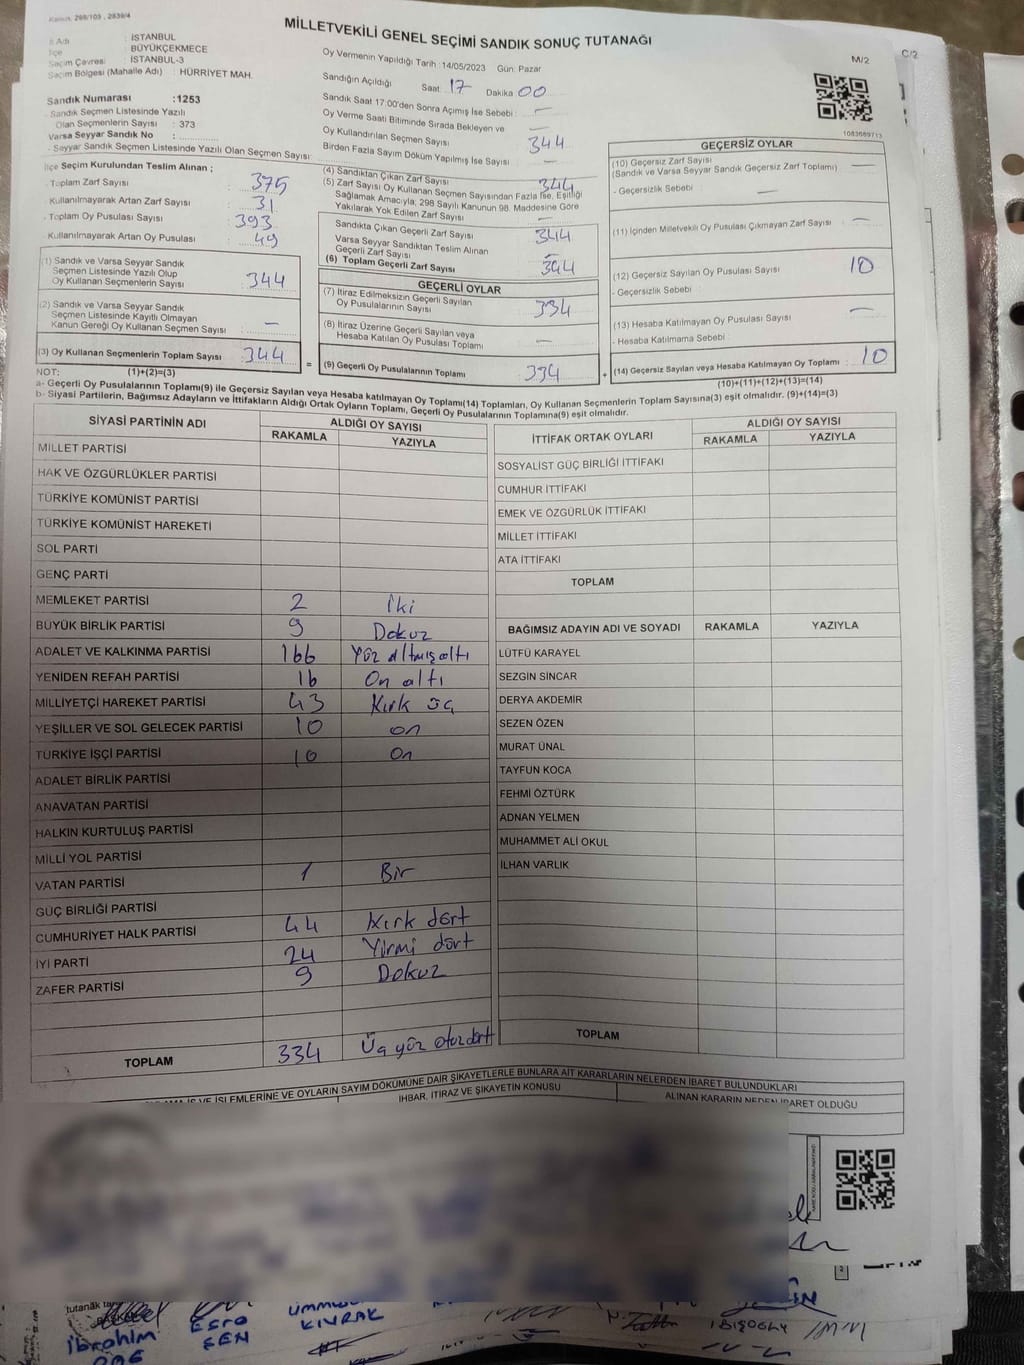 Kanun, 298/103 , 2839/4
MİLLETVEKİLİ GENEL SEÇİMİ SANDIK SONUÇ TUTANAĞI
M/2
C/2
İl Adı : İSTANBUL
İlçe : BÜYÜKÇEKMECE
Seçim Çevresi : İSTANBUL-3
Seçim Bölgesi (Mahalle Adı) : HÜRRİYET MAH.
Sandık Numarası : 1253
Sandık Seçmen Listesinde Yazılı
Olan Seçmenlerin Sayısı : 373
Varsa Seyyar Sandık No :
- Seyyar Sandık Seçmen Listesinde Yazılı Olan Seçmen Sayısı:
Oy Vermenin Yapıldığı Tarih : 14/05/2023 Gün: Pazar
Sandığın Açıldığı Saat 17 Dakika 00
Sandık Saat 17:00'den Sonra Açımış İse Sebebi : —
Oy Verme Saati Bitiminde Sırada Bekleyen ve —
Oy Kullandırılan Seçmen Sayısı 344
Birden Fazla Sayım Döküm Yapılmış İse Sayısı —
1083689713
İlçe Seçim Kurulundan Teslim Alınan ;
- Toplam Zarf Sayısı : 375
- Kullanılmayarak Artan Zarf Sayısı : 31
- Toplam Oy Pusulası Sayısı : 393
Kullanılmayarak Artan Oy Pusulası : 49
(1) Sandık ve Varsa Seyyar Sandık
Seçmen Listesinde Yazılı Olup
Oy Kullanan Seçmenlerin Sayısı : 344
(2) Sandık ve Varsa Seyyar Sandık
Seçmen Listesinde Kayıtlı Olmayan
Kanun Gereği Oy Kullanan Seçmen Sayısı : —
(3) Oy Kullanan Seçmenlerin Toplam Sayısı : 344
(4) Sandıktan Çıkan Zarf Sayısı 344
(5) Zarf Sayısı Oy Kullanan Seçmen Sayısından Fazla İse, Eşitliği
Sağlamak Amacıyla, 298 Sayılı Kanunun 98. Maddesine Göre
Yakılarak Yok Edilen Zarf Sayısı —
Sandıkta Çıkan Geçerli Zarf Sayısı 344
Varsa Seyyar Sandıktan Teslim Alınan
Geçerli Zarf Sayısı —
(6) Toplam Geçerli Zarf Sayısı 344
GEÇERLİ OYLAR
(7) İtiraz Edilmeksizin Geçerli Sayılan
Oy Pusulalarının Sayısı 334
(8) İtiraz Üzerine Geçerli Sayılan veya
Hesaba Katılan Oy Pusulası Toplamı —
= (9) Geçerli Oy Pusulalarının Toplamı 334
GEÇERSİZ OYLAR
(10) Geçersiz Zarf Sayısı
(Sandık ve Varsa Seyyar Sandık Geçersiz Zarf Toplamı) —
- Geçersizlik Sebebi : —
(11) İçinden Milletvekili Oy Pusulası Çıkmayan Zarf Sayısı —
(12) Geçersiz Sayılan Oy Pusulası Sayısı 10
- Geçersizlik Sebebi
(13) Hesaba Katılmayan Oy Pusulası Sayısı —
- Hesaba Katılmama Sebebi
+ (14) Geçersiz Sayılan veya Hesaba Katılmayan Oy Toplamı : 10
NOT: (1)+(2)=(3)
(10)+(11)+(12)+(13)=(14)
a- Geçerli Oy Pusulalarının Toplamı(9) ile Geçersiz Sayılan veya Hesaba katılmayan Oy Toplamı(14) Toplamları, Oy Kullanan Seçmenlerin Toplam Sayısına(3) eşit olmalıdır. (9)+(14)=(3)
b- Siyasi Partilerin, Bağımsız Adayların ve İttifakların Aldığı Ortak Oyların Toplamı, Geçerli Oy Pusulalarının Toplamına(9) eşit olmalıdır.
SİYASİ PARTİNİN ADI ALDIĞI OY SAYISI
RAKAMLA YAZIYLA
MİLLET PARTİSİ
HAK VE ÖZGÜRLÜKLER PARTİSİ
TÜRKİYE KOMÜNİST PARTİSİ
TÜRKİYE KOMÜNİST HAREKETİ
SOL PARTİ
GENÇ PARTİ
MEMLEKET PARTİSİ 2 İki
BÜYÜK BİRLİK PARTİSİ 9 Dokuz
ADALET VE KALKINMA PARTİSİ 166 Yüz altmış altı
YENİDEN REFAH PARTİSİ 16 On altı
MİLLİYETÇİ HAREKET PARTİSİ 43 Kırk üç
YEŞİLLER VE SOL GELECEK PARTİSİ 10 on
TÜRKİYE İŞÇİ PARTİSİ 10 On
ADALET BİRLİK PARTİSİ
ANAVATAN PARTİSİ
HALKIN KURTULUŞ PARTİSİ
MİLLİ YOL PARTİSİ
VATAN PARTİSİ 1 Bir
GÜÇ BİRLİĞİ PARTİSİ
CUMHURİYET HALK PARTİSİ 44 Kırk dört
İYİ PARTİ 24 Yirmi dört
ZAFER PARTİSİ 9 Dokuz
TOPLAM 334 Üç yüz otuz dört
İTTİFAK ORTAK OYLARI ALDIĞI OY SAYISI
RAKAMLA YAZIYLA
SOSYALİST GÜÇ BİRLİĞİ İTTİFAKI
CUMHUR İTTİFAKI
EMEK VE ÖZGÜRLÜK İTTİFAKI
MİLLET İTTİFAKI
ATA İTTİFAKI
TOPLAM
BAĞIMSIZ ADAYIN ADI VE SOYADI RAKAMLA YAZIYLA
LÜTFÜ KARAYEL
SEZGİN SİNCAR
DERYA AKDEMİR
SEZEN ÖZEN
MURAT ÜNAL
TAYFUN KOCA
FEHMİ ÖZTÜRK
ADNAN YELMEN
MUHAMMET ALİ OKUL
İLHAN VARLIK
TOPLAM
İŞ VE İŞLEMLERİNE VE OYLARIN SAYIM DÖKÜMÜNE DAİR ŞİKAYETLERLE BUNLARA AİT KARARLARIN NELERDEN İBARET BULUNDUKLARI
İHBAR, İTİRAZ VE ŞİKAYETİN KONUSU
ALINAN KARARIN NEDEN İBARET OLDUĞU
tutanak
BAŞKAN
İbrahim
Esra
ŞEN
KIVRAK